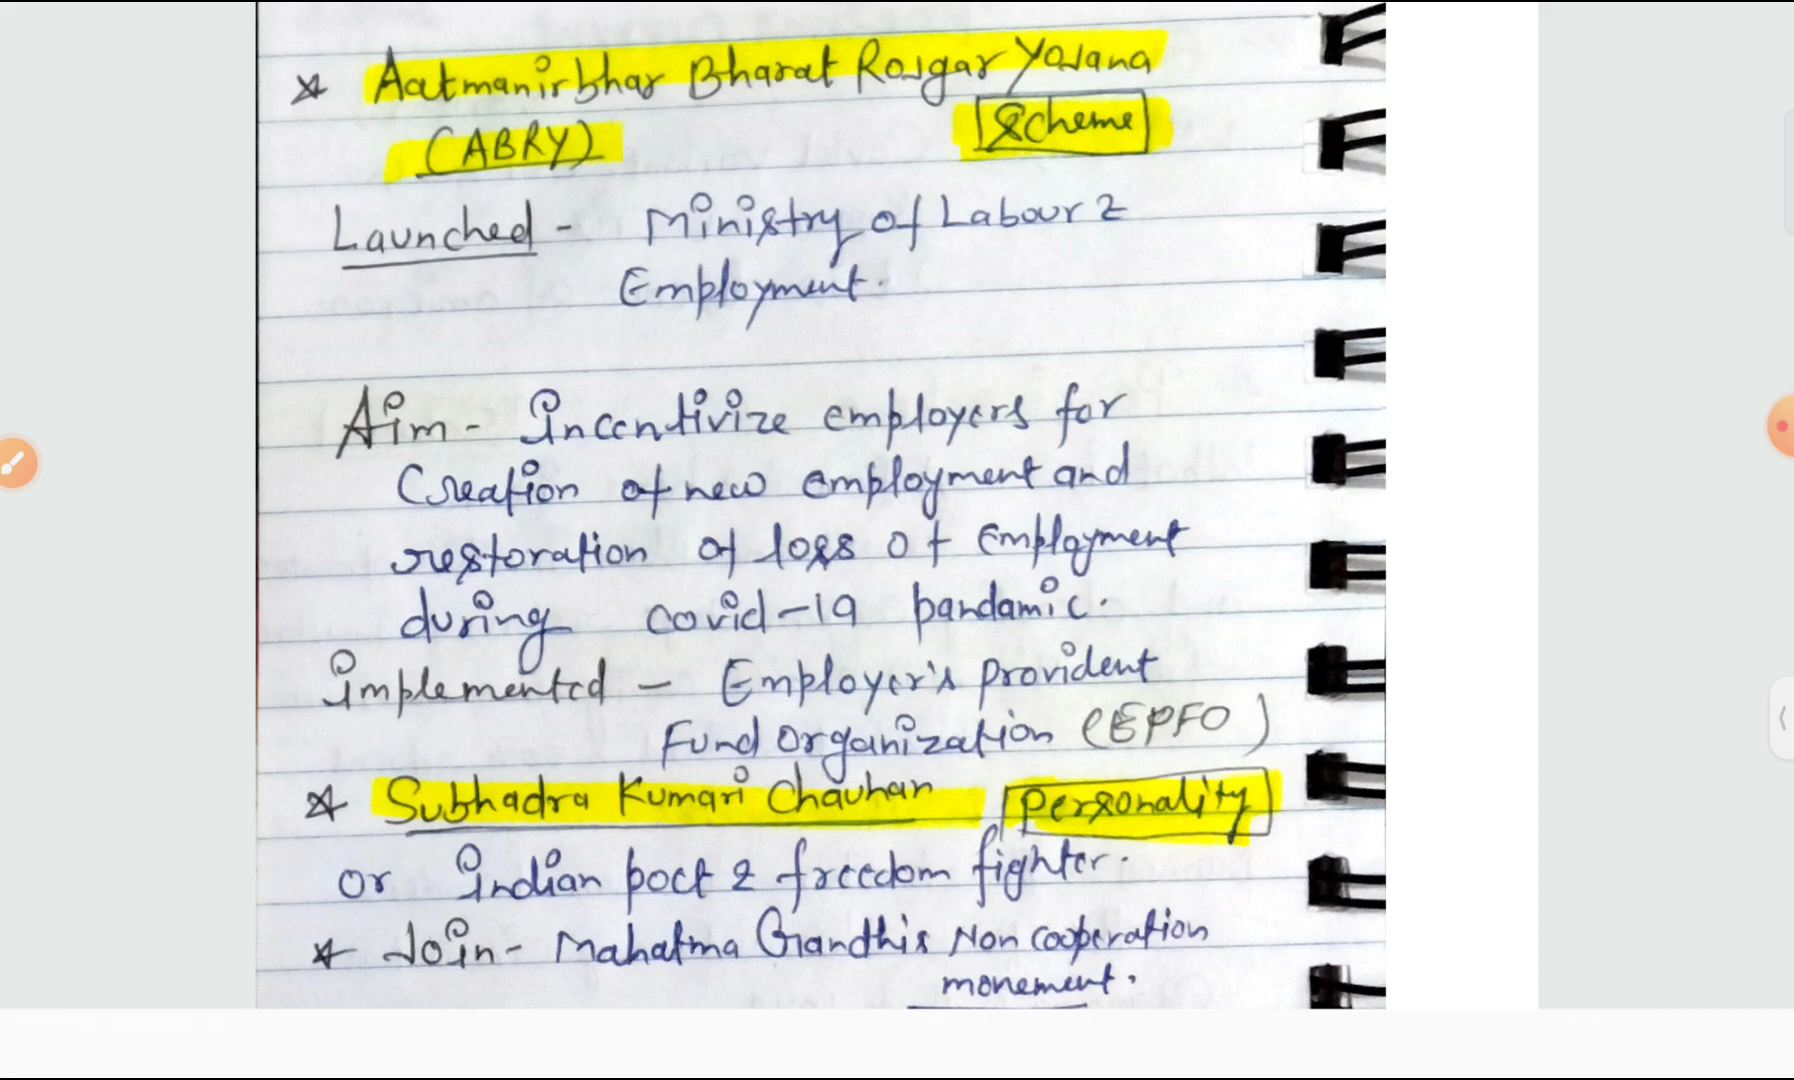 Aatmanirbhar Bharat Rojgar Yojana
(ABRY) Scheme
Launched - Ministry of Labour &
Employment.
Aim - Incentivize employers for
Creation of new employment and
restoration of loss of Employment
during covid-19 pandamic.
implemented - Employer's provident
Fund organization (EPFO)
Subhadra Kumari Chauhan Personality
or Indian poet & freedom fighter.
Join - Mahatma Gandhi's Non cooperation
monement.